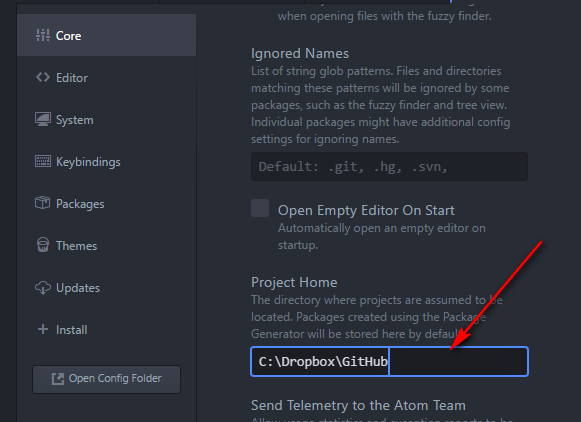 when opening files with the fuzzy finder.
Core
Editor
System
Keybindings
Packages
Themes
Updates
Install
Open Config Folder
Ignored Names
List of string glob patterns. Files and directories
matching these patterns will be ignored by some
packages, such as the fuzzy finder and tree view.
Individual packages might have additional config
settings for ignoring names.
Default: .git, .hg, .svn,
Open Empty Editor On Start
Automatically open an empty editor on
startup.
Project Home
The directory where projects are assumed to be
located. Packages created using the Package
Generator will be stored here by default.
C:\Dropbox\GitHub
Send Telemetry to the Atom Team